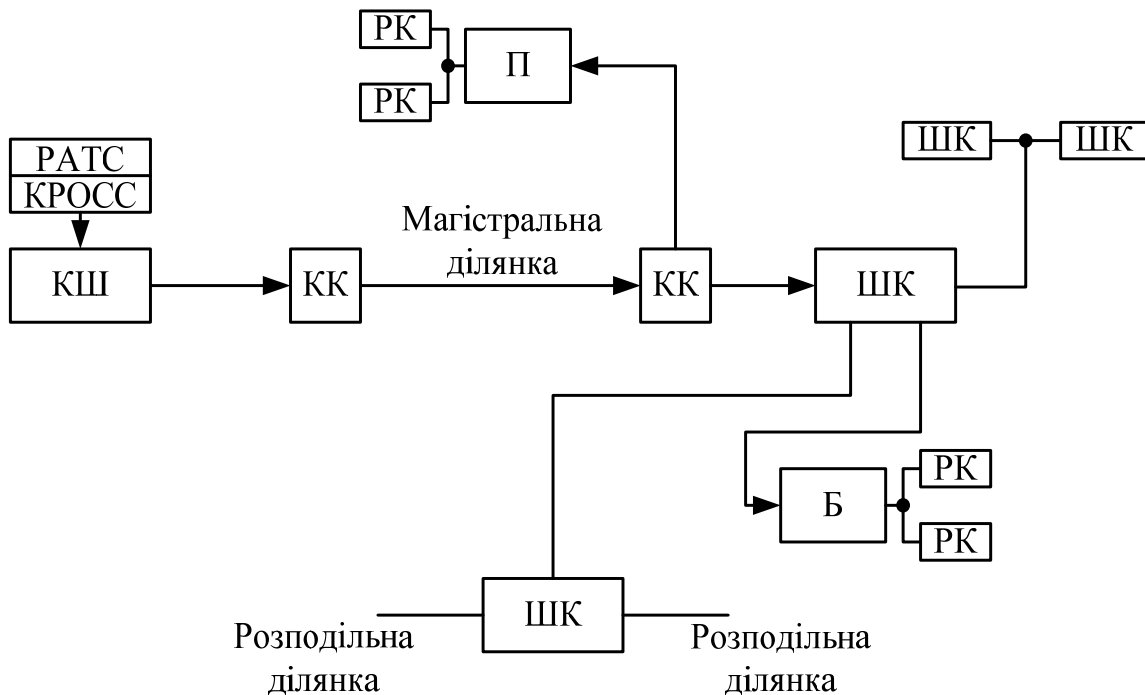 РК
П
РК
ШК
ШК
РАТС
КРОСС
Магістральна
ділянка
КШ
КК
КК
ШК
РК
Б
РК
ШК
Розподільна
ділянка
Розподільна
ділянка